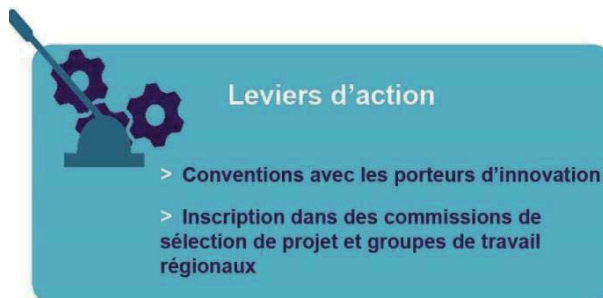 Leviers d’action
> Conventions avec les porteurs d’innovation
> Inscription dans des commissions de
sélection de projet et groupes de travail
régionaux